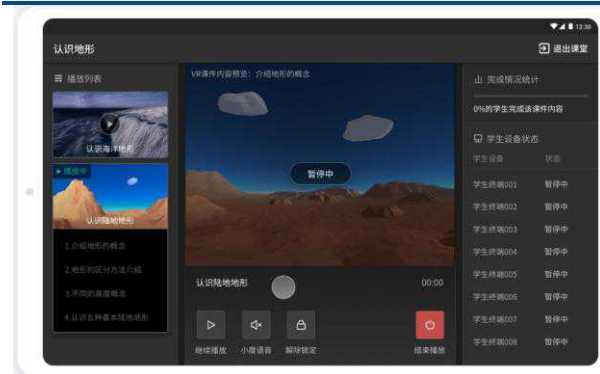 12:30
认识地形
退出课堂
播放列表
认识海洋地形
播放中
认识陆地地形
1.介绍地形的概念
2.地形的区分方法介绍
3.不同的高度概念
4.认识五种基本陆地地形
VR课件内容预览：介绍地形的概念
暂停中
认识陆地地形
00:00
继续播放
小度语音
解除锁定
结束播放
完成情况统计
0%的学生完成该课件内容
学生设备状态
学生设备 状态
学生终端001 暂停中
学生终端002 暂停中
学生终端003 暂停中
学生终端004 暂停中
学生终端005 暂停中
学生终端006 暂停中
学生终端007 暂停中
学生终端008 暂停中